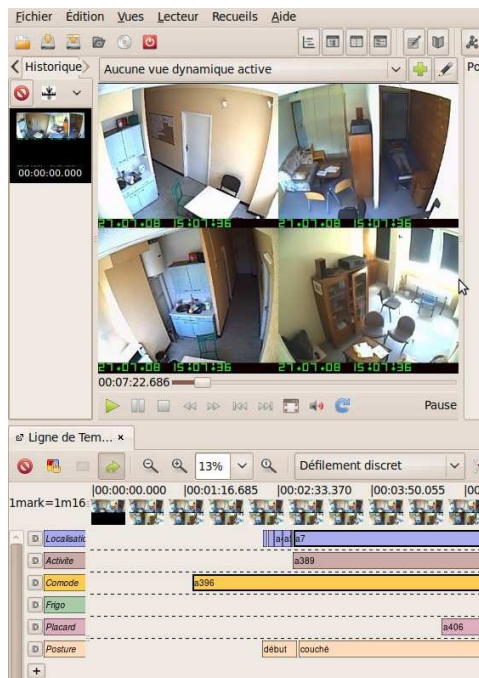 Fichier Édition Vues Lecteur Recueils Aide
Historique Aucune vue dynamique active Po
00:00:00.000
27.07.08 15:07:36 27.07.08 15:07:36
27.07.08 15:07:36 27.07.08 15:07:36
00:07:22.686
Pause
Ligne de Tem... ×
13% Défilement discret
00:00:00.000 00:01:16.685 00:02:33.370 00:03:50.055 00
1mark=1m16
D Localisatic a7
D Activite a389
D Comode a396
D Frigo
D Placard a406
D Posture début couché
+